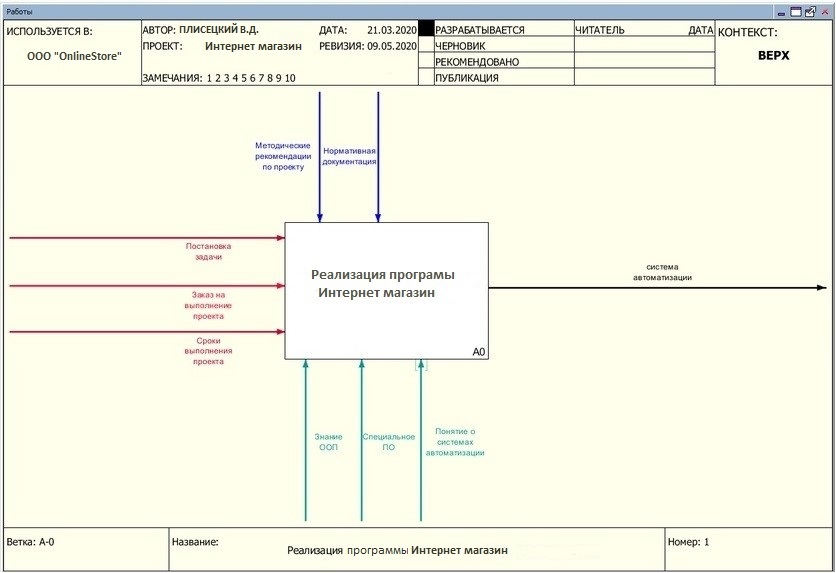 Работы
ИСПОЛЬЗУЕТСЯ В:
ООО "OnlineStore"
АВТОР: ПЛИСЕЦКИЙ В.Д.
ДАТА: 21.03.2020
ПРОЕКТ: Интернет магазин
РЕВИЗИЯ: 09.05.2020
ЗАМЕЧАНИЯ: 1 2 3 4 5 6 7 8 9 10
РАЗРАБАТЫВАЕТСЯ
ЧЕРНОВИК
РЕКОМЕНДОВАНО
ПУБЛИКАЦИЯ
ЧИТАТЕЛЬ
ДАТА
КОНТЕКСТ:
ВЕРХ
Методические
рекомендации
по проекту
Нормативная
документация
Постановка
задачи
Заказ на
выполнение
проекта
Сроки
выполнения
проекта
Реализация програмы
Интернет магазин
A0
система
автоматизации
Знание
ООП
Специальное
ПО
Понятие о
системах
автоматизации
Ветка: A-0
Название:
Реализация программы Интернет магазин
Номер: 1